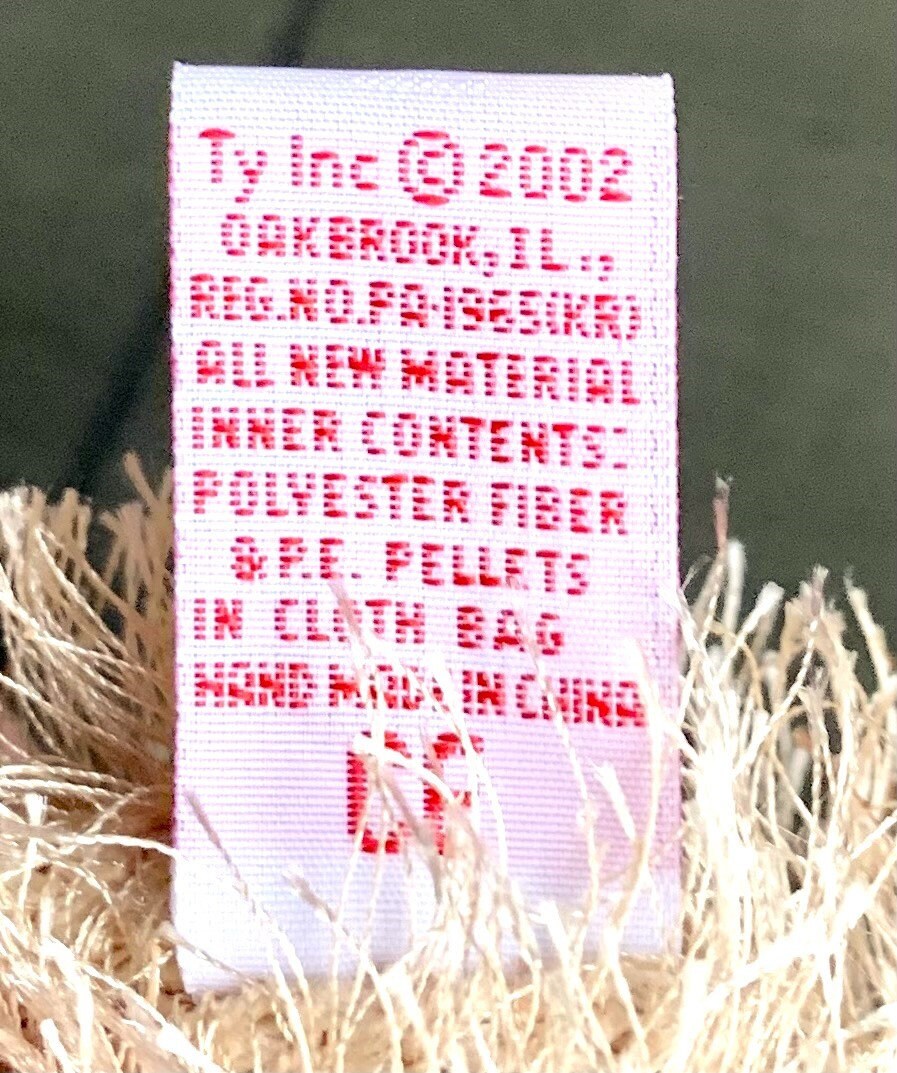 Ty Inc © 2002
OAKBROOK, IL.,
REG.NO.PA-1965(KR)
ALL NEW MATERIAL
INNER CONTENTS:
POLYESTER FIBER
& P.E. PELLETS
IN CLOTH BAG
HAND MADE IN CHINA
CE